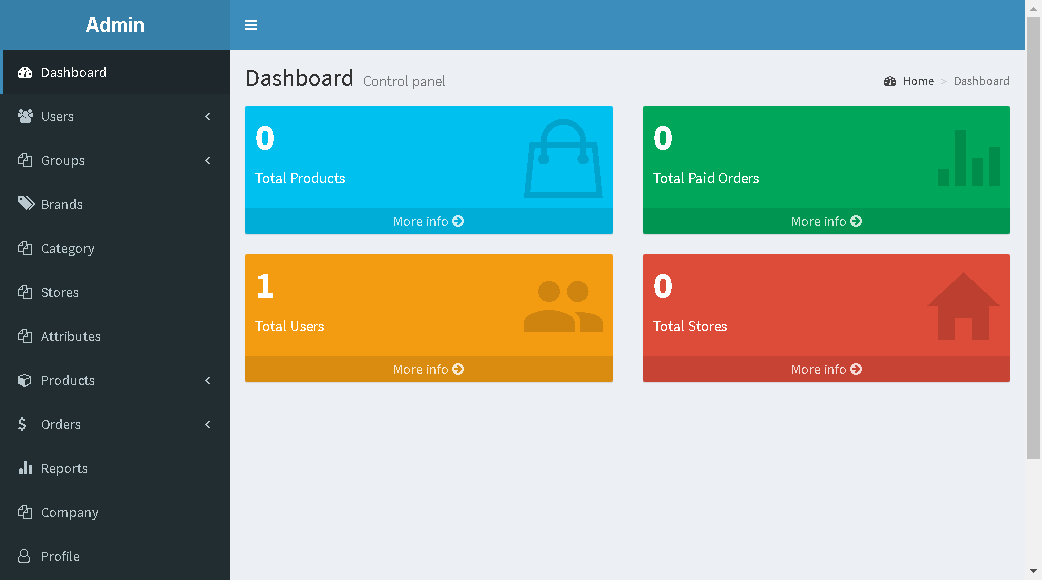 Admin
Dashboard
Users
Groups
Brands
Category
Stores
Attributes
Products
Orders
Reports
Company
Profile
Dashboard Control panel
Home > Dashboard
0
Total Products
More info
0
Total Paid Orders
More info
1
Total Users
More info
0
Total Stores
More info